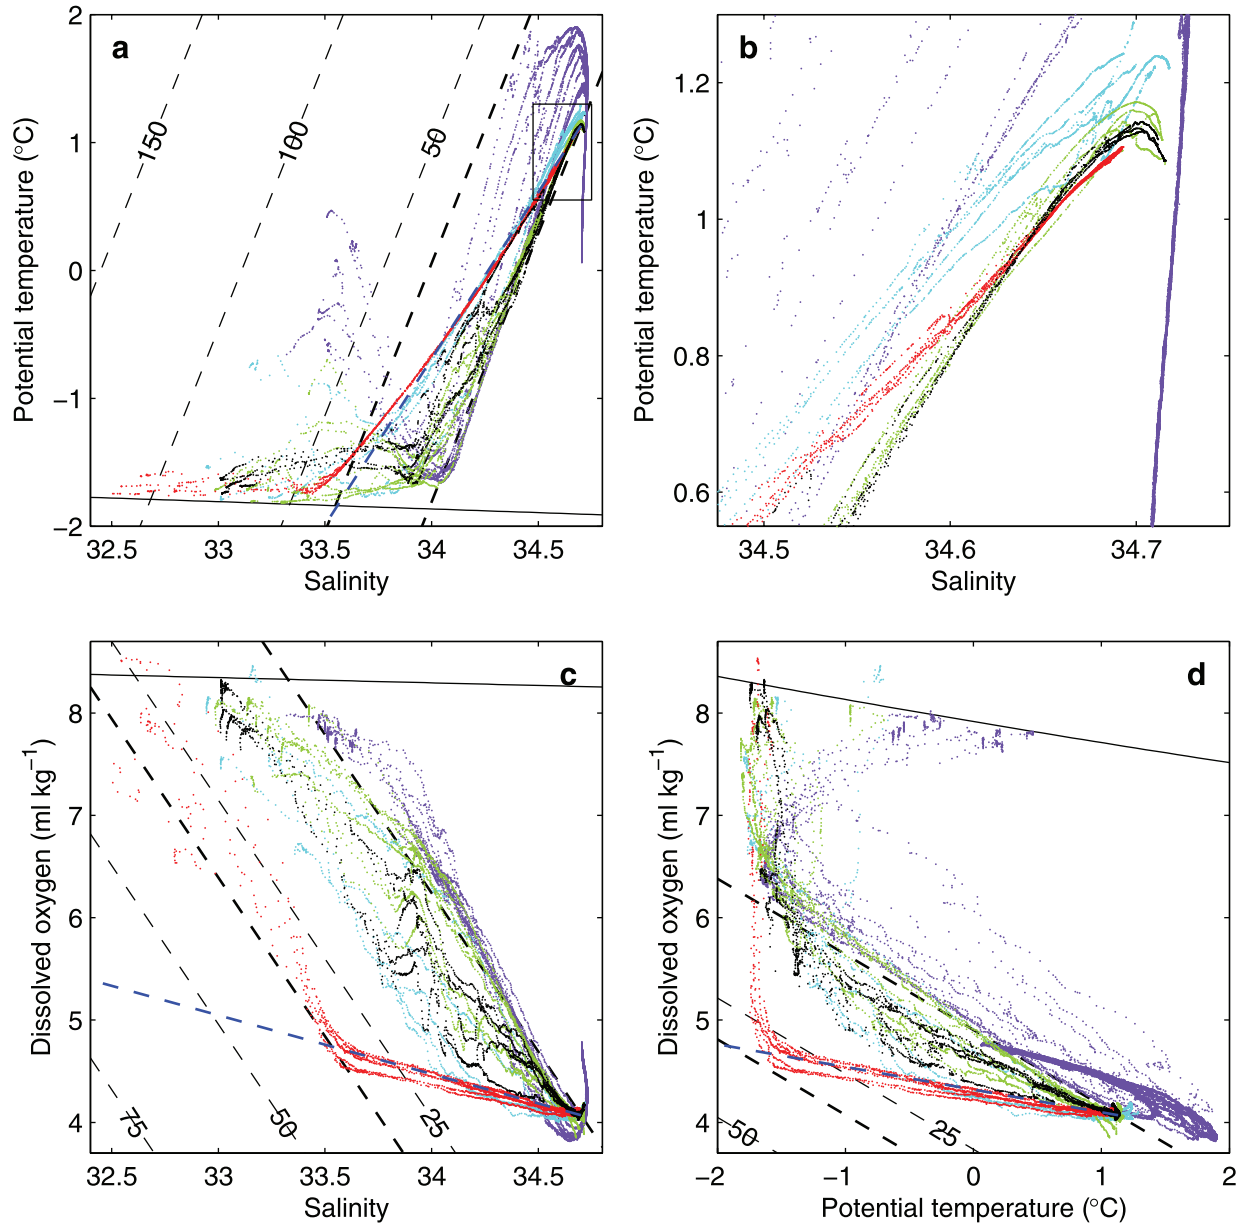 a
2
1
0
−1
−2
Potential temperature (°C)
150
100
50
32.5 33 33.5 34 34.5
Salinity
b
1.2
1
0.8
0.6
Potential temperature (°C)
34.5 34.6 34.7
Salinity
c
8
7
6
5
4
Dissolved oxygen (ml kg−1)
75
50
25
32.5 33 33.5 34 34.5
Salinity
d
8
7
6
5
4
Dissolved oxygen (ml kg−1)
50
25
−2 −1 0 1 2
Potential temperature (°C)